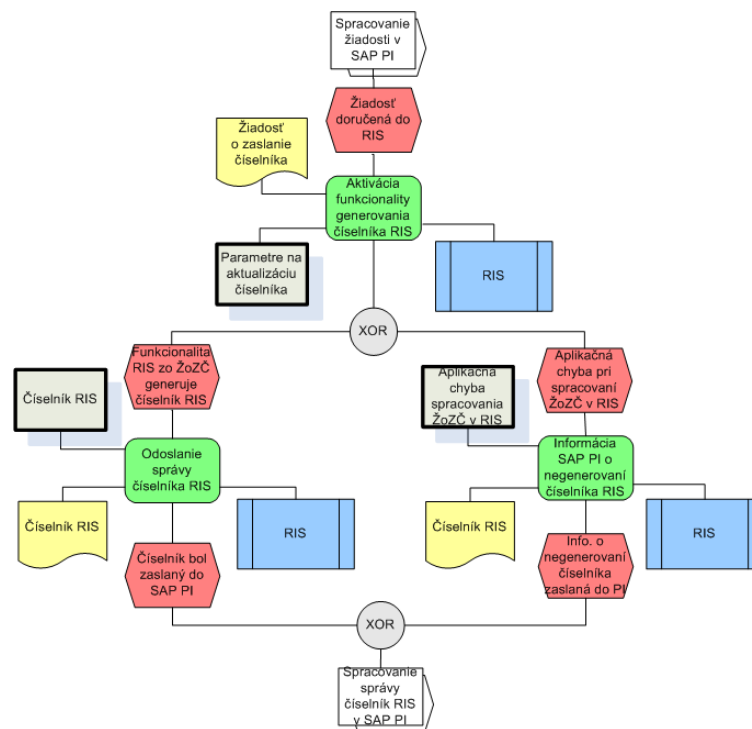 Spracovanie
žiadosti v
SAP PI
Žiadosť
doručená do
RIS
Žiadosť
o zaslanie
číselníka
Aktivácia
funkcionality
generovania
číselníka RIS
Parametre na
aktualizáciu
číselníka
RIS
XOR
Funkcionalita
RIS zo ŽoZČ
generuje
číselník RIS
Aplikačná
chyba pri
spracovaní
ŽoZČ v RIS
Číselník RIS
Aplikačná
chyba
spracovania
ŽoZČ v RIS
Odoslanie
správy
číselníka RIS
Informácia
SAP PI o
negenerovaní
číselníka RIS
Číselník RIS
RIS
Číselník RIS
RIS
Číselník bol
zaslaný do
SAP PI
Info. o
negenerovaní
číselníka
zaslaná do PI
XOR
Spracovanie
správy
číselník RIS
v SAP PI